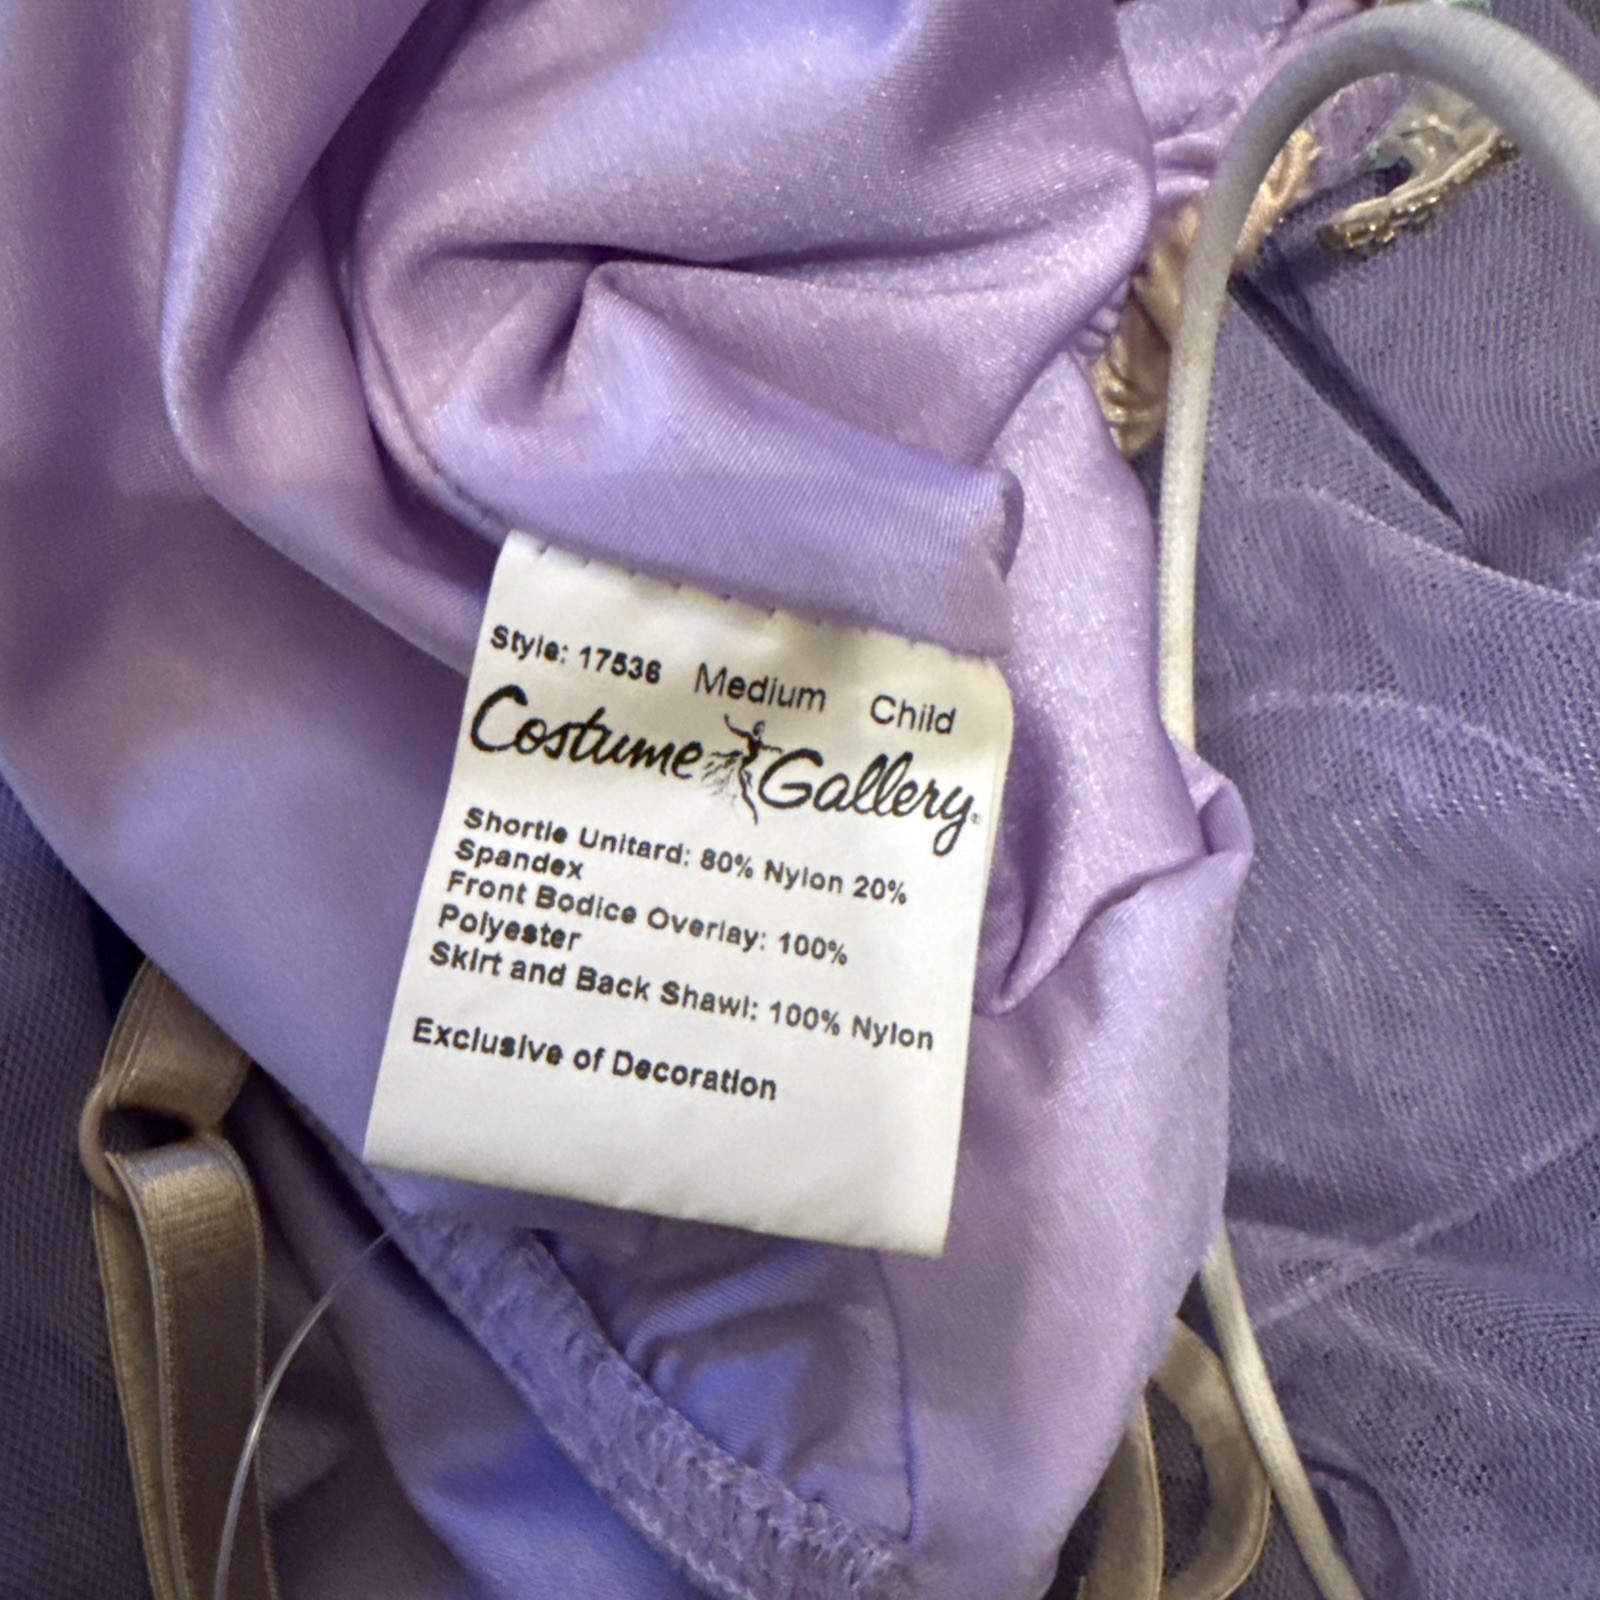 Style: 17536 Medium Child
Costume Gallery®
Shortie Unitard: 80% Nylon 20%
Spandex
Front Bodice Overlay: 100%
Polyester
Skirt and Back Shawl: 100% Nylon
Exclusive of Decoration